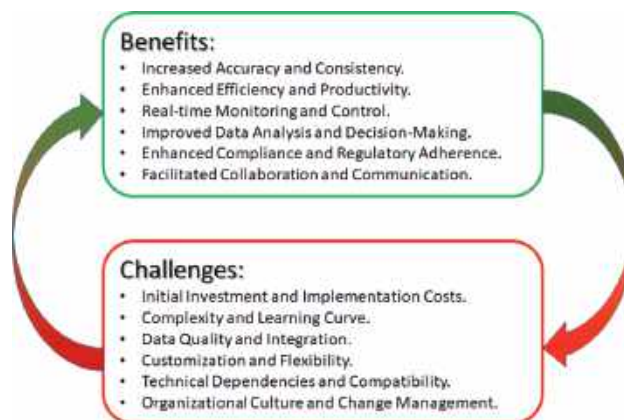 Benefits:
• Increased Accuracy and Consistency.
• Enhanced Efficiency and Productivity.
• Real-time Monitoring and Control.
• Improved Data Analysis and Decision-Making.
• Enhanced Compliance and Regulatory Adherence.
• Facilitated Collaboration and Communication.
Challenges:
• Initial Investment and Implementation Costs.
• Complexity and Learning Curve.
• Data Quality and Integration.
• Customization and Flexibility.
• Technical Dependencies and Compatibility.
• Organizational Culture and Change Management.